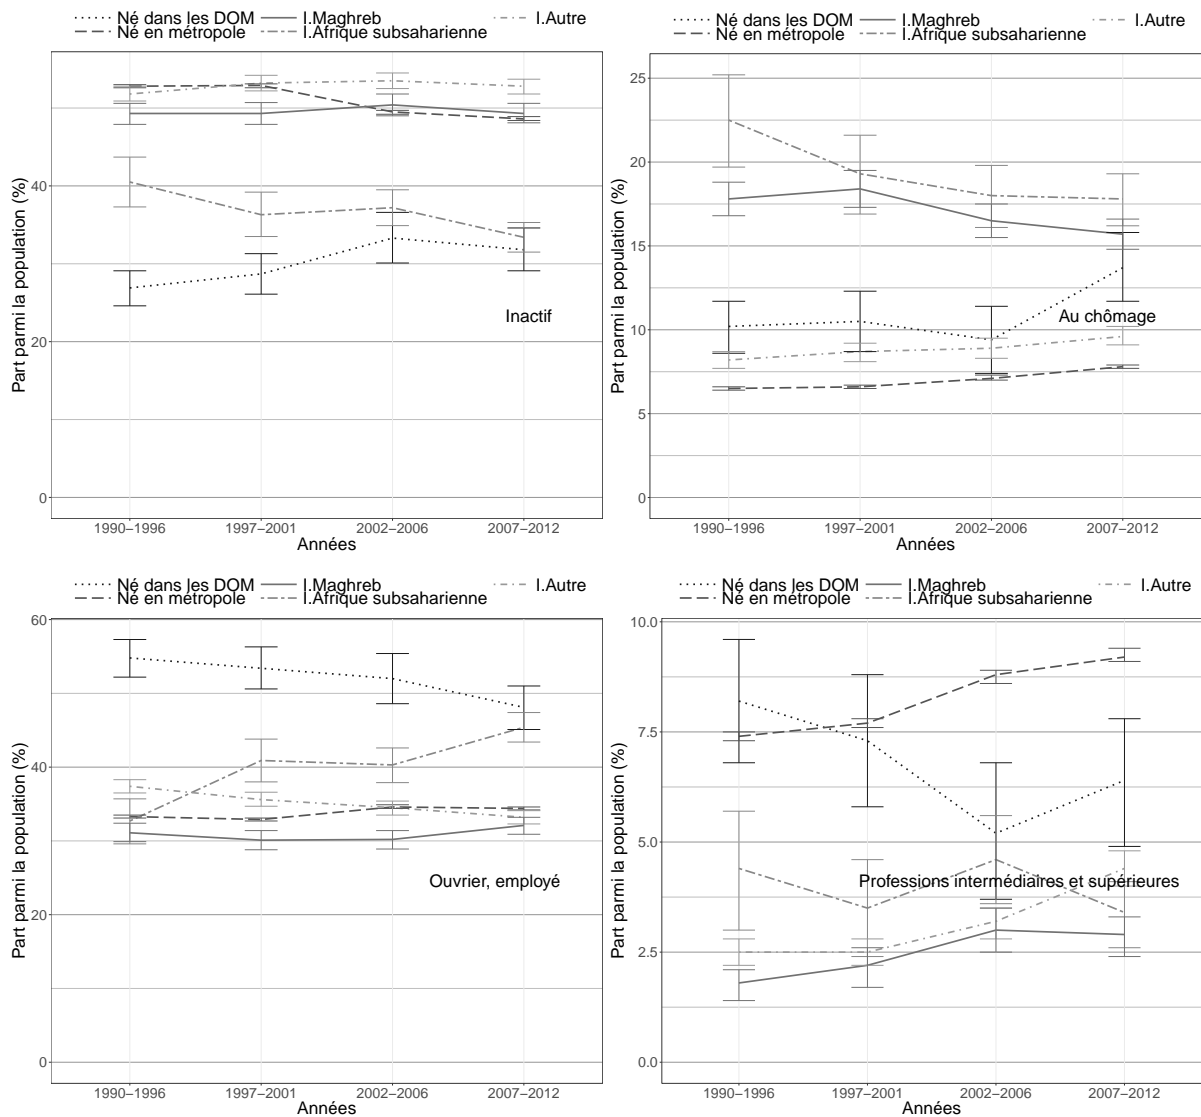 Né dans les DOM I.Maghreb I.Autre
Né en métropole I.Afrique subsaharienne
Part parmi la population (%)
40
20
0
Inactif
1990–1996 1997–2001 2002–2006 2007–2012
Années
Né dans les DOM I.Maghreb I.Autre
Né en métropole I.Afrique subsaharienne
Part parmi la population (%)
25
20
15
10
5
0
Au chômage
1990–1996 1997–2001 2002–2006 2007–2012
Années
Né dans les DOM I.Maghreb I.Autre
Né en métropole I.Afrique subsaharienne
Part parmi la population (%)
60
40
20
0
Ouvrier, employé
1990–1996 1997–2001 2002–2006 2007–2012
Années
Né dans les DOM I.Maghreb I.Autre
Né en métropole I.Afrique subsaharienne
Part parmi la population (%)
10.0
7.5
5.0
2.5
0.0
Professions intermédiaires et supérieures
1990–1996 1997–2001 2002–2006 2007–2012
Années